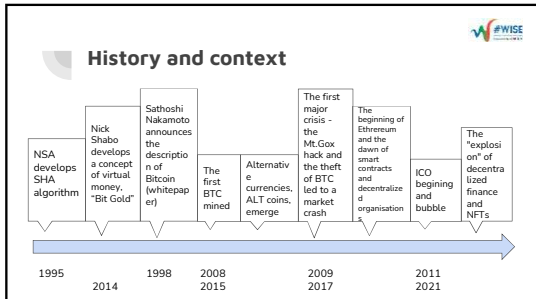 #WISE
History and context
NSA
develops
SHA
algorithm
Nick
Shabo
develops
a concept
of virtual
money,
“Bit Gold”
Sathoshi
Nakamoto
announces
the
descriptio
n of
Bitcoin
(whitepap
er)
The
first
BTC
mined
Alternativ
e
currencies,
ALT coins,
emerge
The first
major
crisis -
the
Mt.Gox
hack and
the theft
of BTC
led to a
market
crash
The
beginning of
Ethrereum and
the dawn of
smart
contracts
and
decentralize
d
organisation
s
ICO
begining
and
bubble
The
"explosi
on" of
decentra
lized
finance
and
NFTs
1995
2014
1998
2008
2015
2009
2017
2011
2021